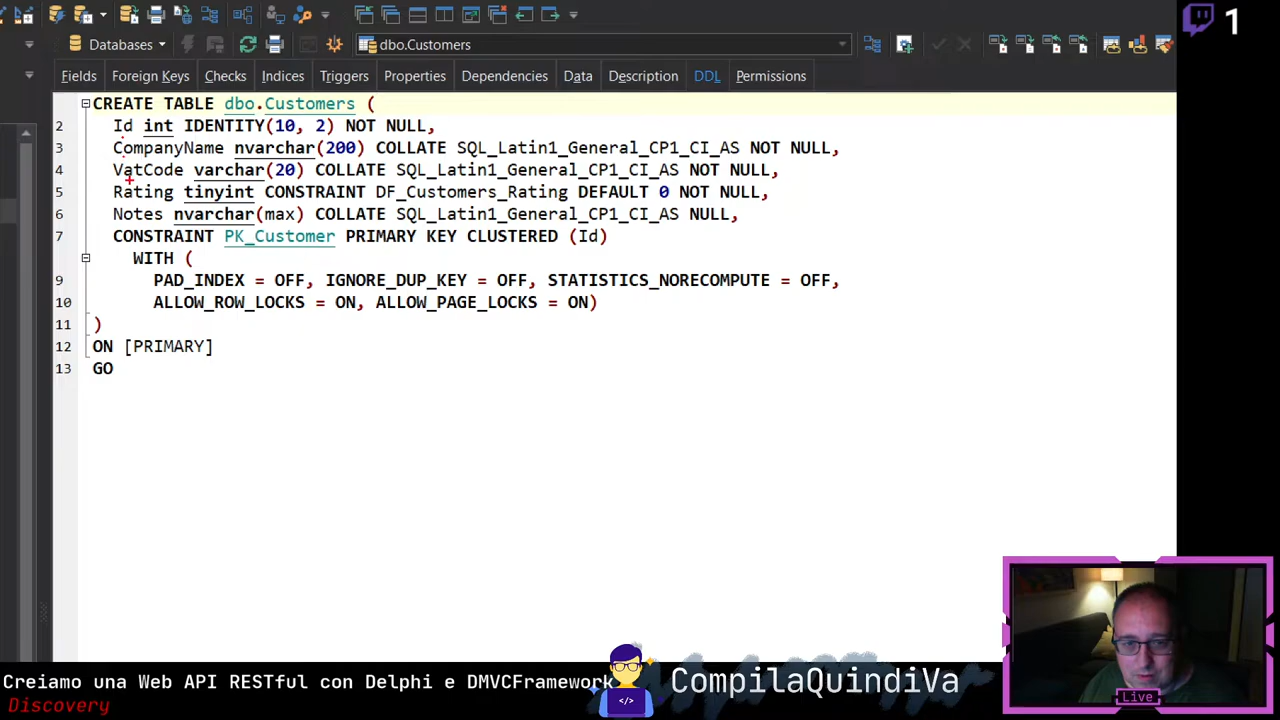 1
Databases
dbo.Customers
Fields Foreign Keys Checks Indices Triggers Properties Dependencies Data Description DDL Permissions
CREATE TABLE dbo.Customers (
2 Id int IDENTITY(10, 2) NOT NULL,
3 CompanyName nvarchar(200) COLLATE SQL_Latin1_General_CP1_CI_AS NOT NULL,
4 VatCode varchar(20) COLLATE SQL_Latin1_General_CP1_CI_AS NOT NULL,
5 Rating tinyint CONSTRAINT DF_Customers_Rating DEFAULT 0 NOT NULL,
6 Notes nvarchar(max) COLLATE SQL_Latin1_General_CP1_CI_AS NULL,
7 CONSTRAINT PK_Customer PRIMARY KEY CLUSTERED (Id)
WITH (
9 PAD_INDEX = OFF, IGNORE_DUP_KEY = OFF, STATISTICS_NORECOMPUTE = OFF,
10 ALLOW_ROW_LOCKS = ON, ALLOW_PAGE_LOCKS = ON)
11 )
12 ON [PRIMARY]
13 GO
Live
Creiamo una Web API RESTful con Delphi e DMVCFramework
Discovery
</>
CompilaQuindiVa